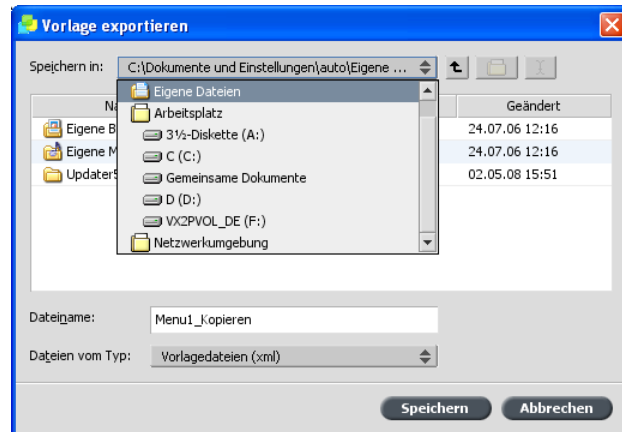 Vorlage exportieren
Speichern in: C:\Dokumente und Einstellungen\auto\Eigene ...
Na Geändert
Eigene Dateien
Arbeitsplatz
3½-Diskette (A:)
C (C:)
Gemeinsame Dokumente
D (D:)
VX2PVOL_DE (F:)
Netzwerkumgebung
Eigene B 24.07.06 12:16
Eigene M 24.07.06 12:16
Updater5 02.05.08 15:51
Dateiname: Menu1_Kopieren
Dateien vom Typ: Vorlagedateien (xml)
Speichern Abbrechen